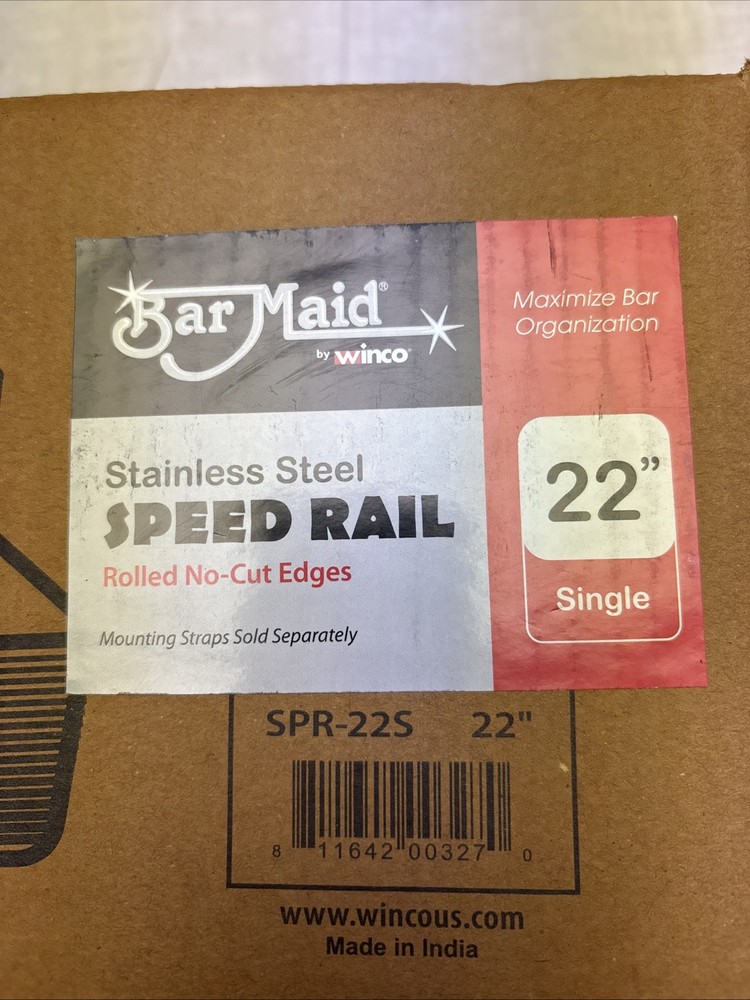 Bar Maid®
by winco®
Maximize Bar
Organization
Stainless Steel
SPEED RAIL
Rolled No-Cut Edges
Mounting Straps Sold Separately
22”
Single
SPR-22S 22"
8 11642 00327 0
www.wincous.com
Made in India